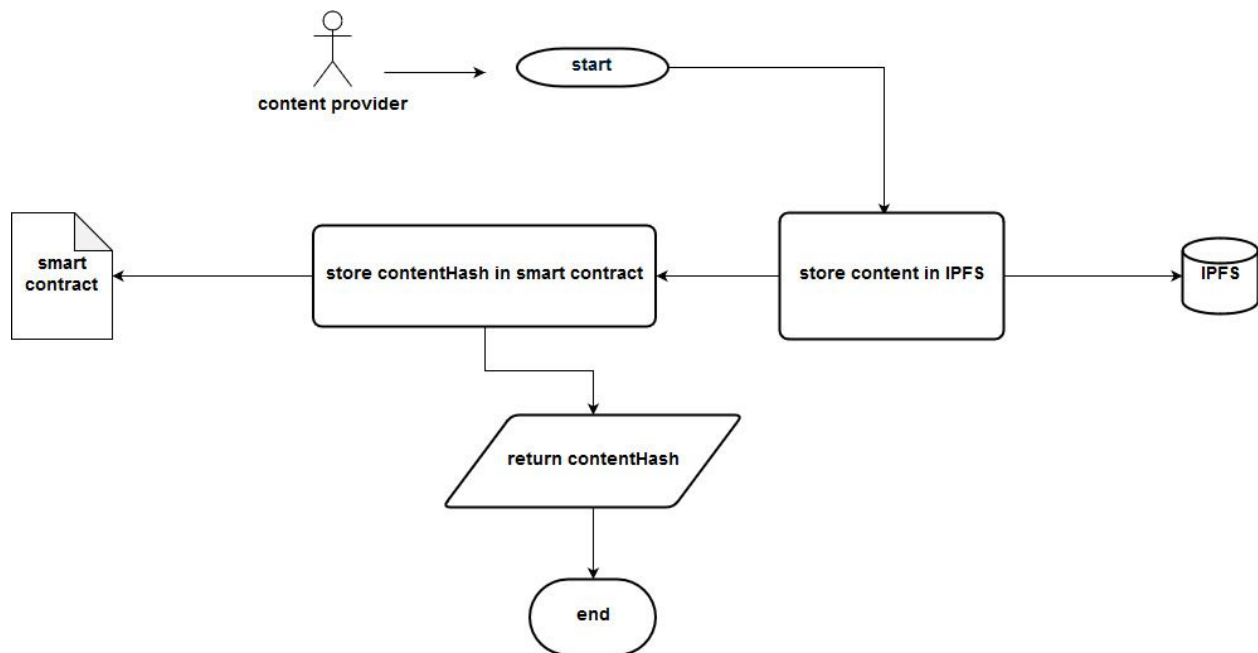 start
content provider
smart
contract
store contentHash in smart contract
store content in IPFS
IPFS
return contentHash
end